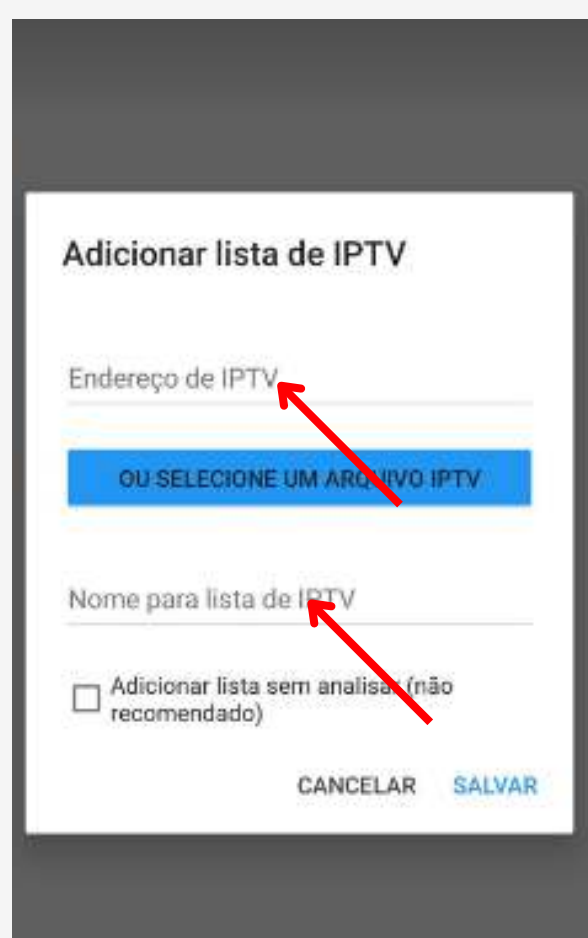 Adicionar lista de IPTV
Endereço de IPTV
OU SELECIONE UM ARQUIVO IPTV
Nome para lista de IPTV
Adicionar lista sem analisar (não
recomendado)
CANCELAR SALVAR